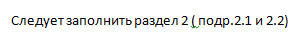 Следует заполнить раздел 2 ( подр.2.1 и 2.2)